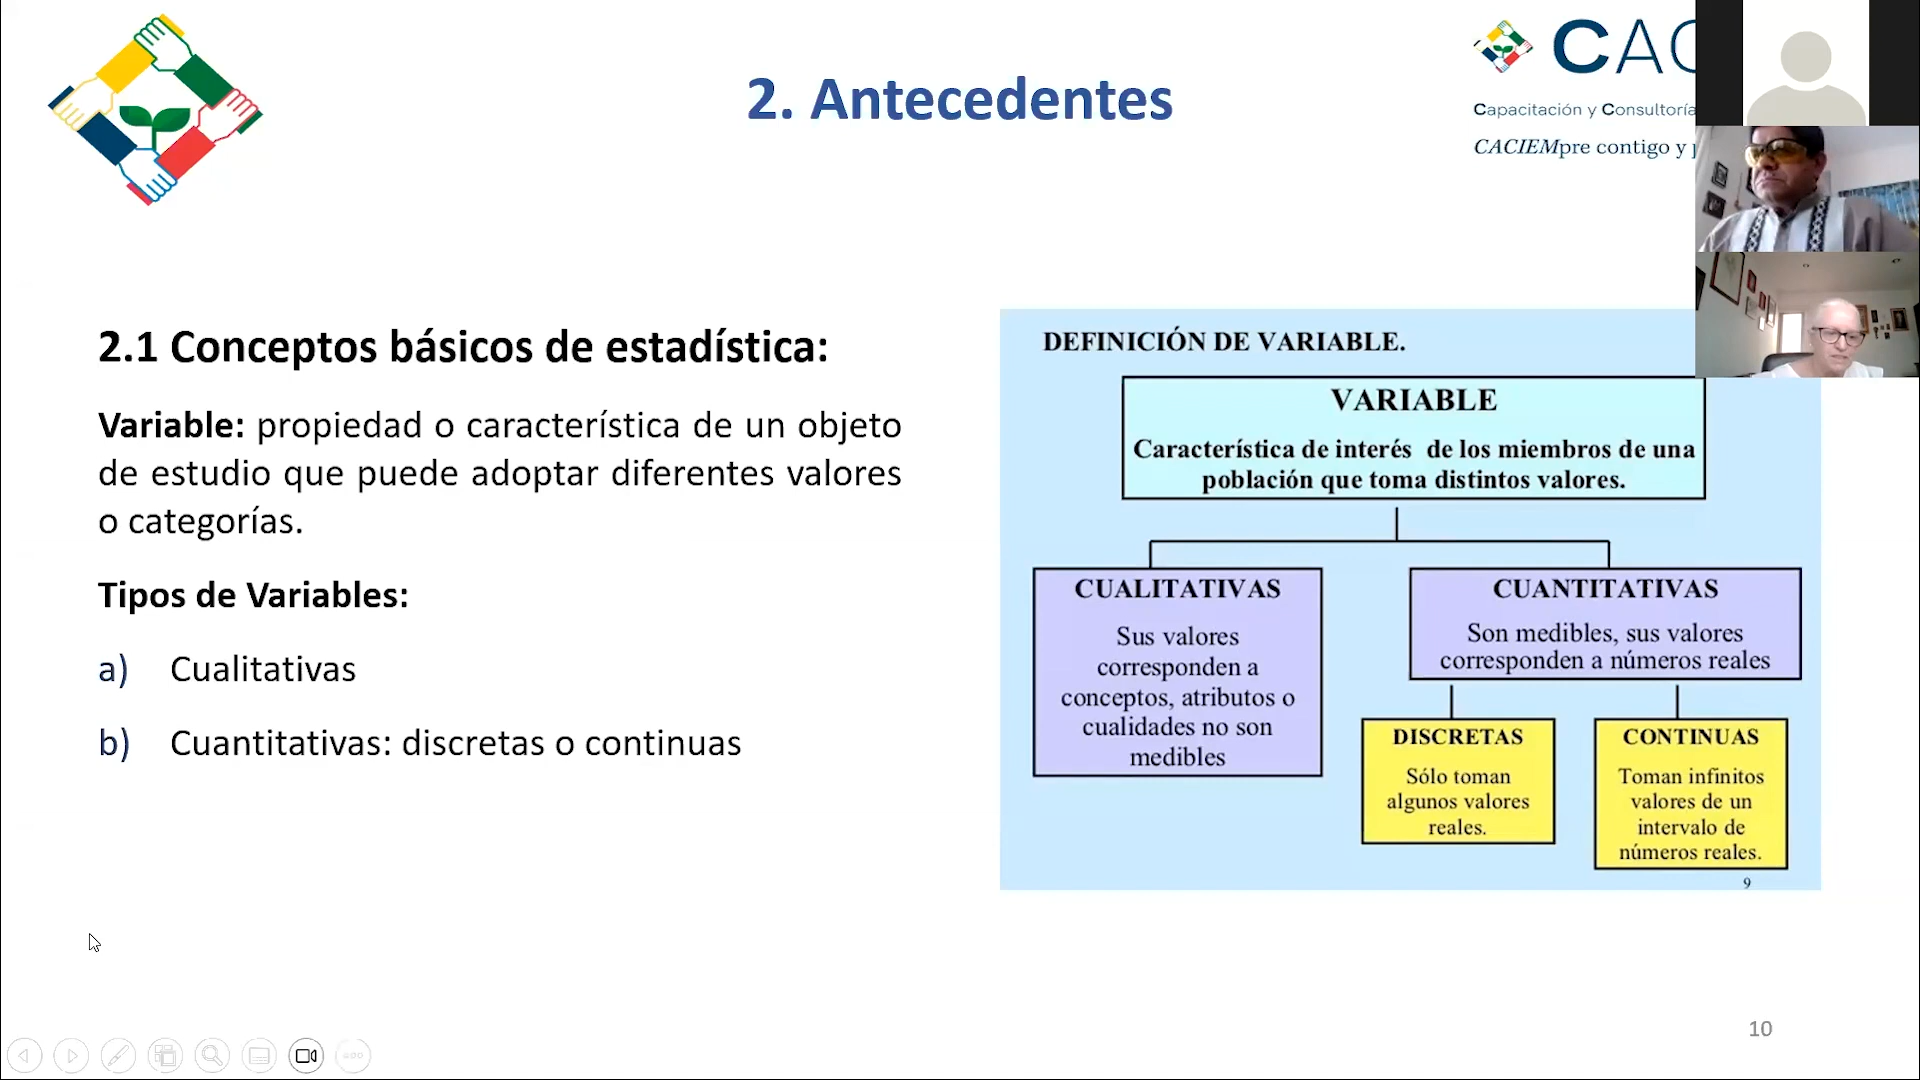 2. Antecedentes
CAC
Capacitación y Consultoría
CACIEMpre contigo y
2.1 Conceptos básicos de estadística:
Variable: propiedad o característica de un objeto
de estudio que puede adoptar diferentes valores
o categorías.
Tipos de Variables:
a) Cualitativas
b) Cuantitativas: discretas o continuas
DEFINICIÓN DE VARIABLE.
VARIABLE
Característica de interés de los miembros de una
población que toma distintos valores.
CUALITATIVAS
Sus valores
corresponden a
conceptos, atributos o
cualidades no son
medibles
CUANTITATIVAS
Son medibles, sus valores
corresponden a números reales
DISCRETAS
Sólo toman
algunos valores
reales.
CONTINUAS
Toman infinitos
valores de un
intervalo de
números reales.
9
10